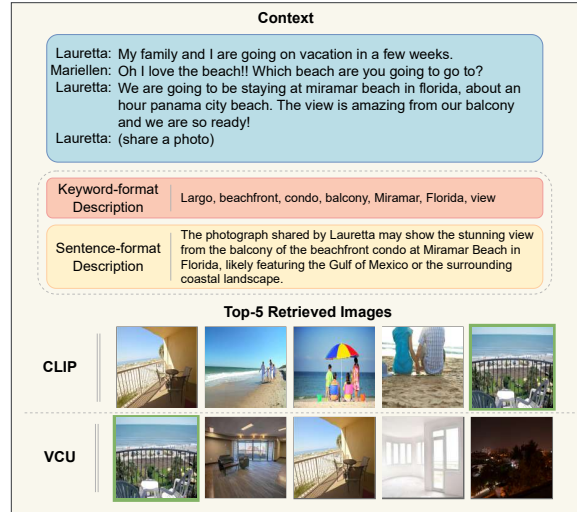 Context
Lauretta: My family and I are going on vacation in a few weeks.
Mariellen: Oh I love the beach!! Which beach are you going to go to?
Lauretta: We are going to be staying at miramar beach in florida, about an
hour panama city beach. The view is amazing from our balcony
and we are so ready!
Lauretta: (share a photo)
Keyword-format
Description
Largo, beachfront, condo, balcony, Miramar, Florida, view
Sentence-format
Description
The photograph shared by Lauretta may show the stunning view
from the balcony of the beachfront condo at Miramar Beach in
Florida, likely featuring the Gulf of Mexico or the surrounding
coastal landscape.
Top-5 Retrieved Images
CLIP
VCU